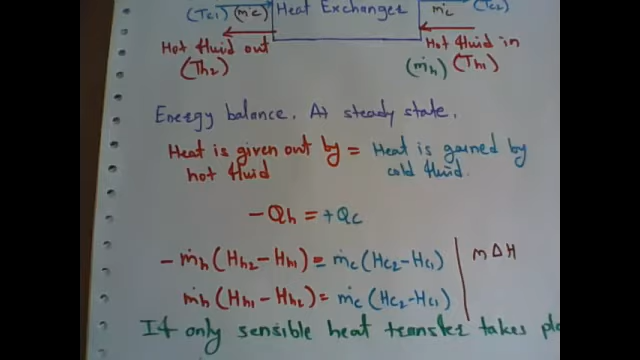 (Tc1) (ṁc) Heat Exchanger ṁc (Tc2)
Hot fluid out Hot fluid in
(Th2) (ṁh) (Th1)
Energy balance. At steady state.
Heat is given out by = Heat is gained by
hot fluid cold fluid.
-Qh = +Qc
-ṁh (Hh2-Hh1) = ṁc (Hc2-Hc1) m ΔH
ṁh (Hh1-Hh2) = ṁc (Hc2-Hc1)
If only sensible heat transfer takes pla